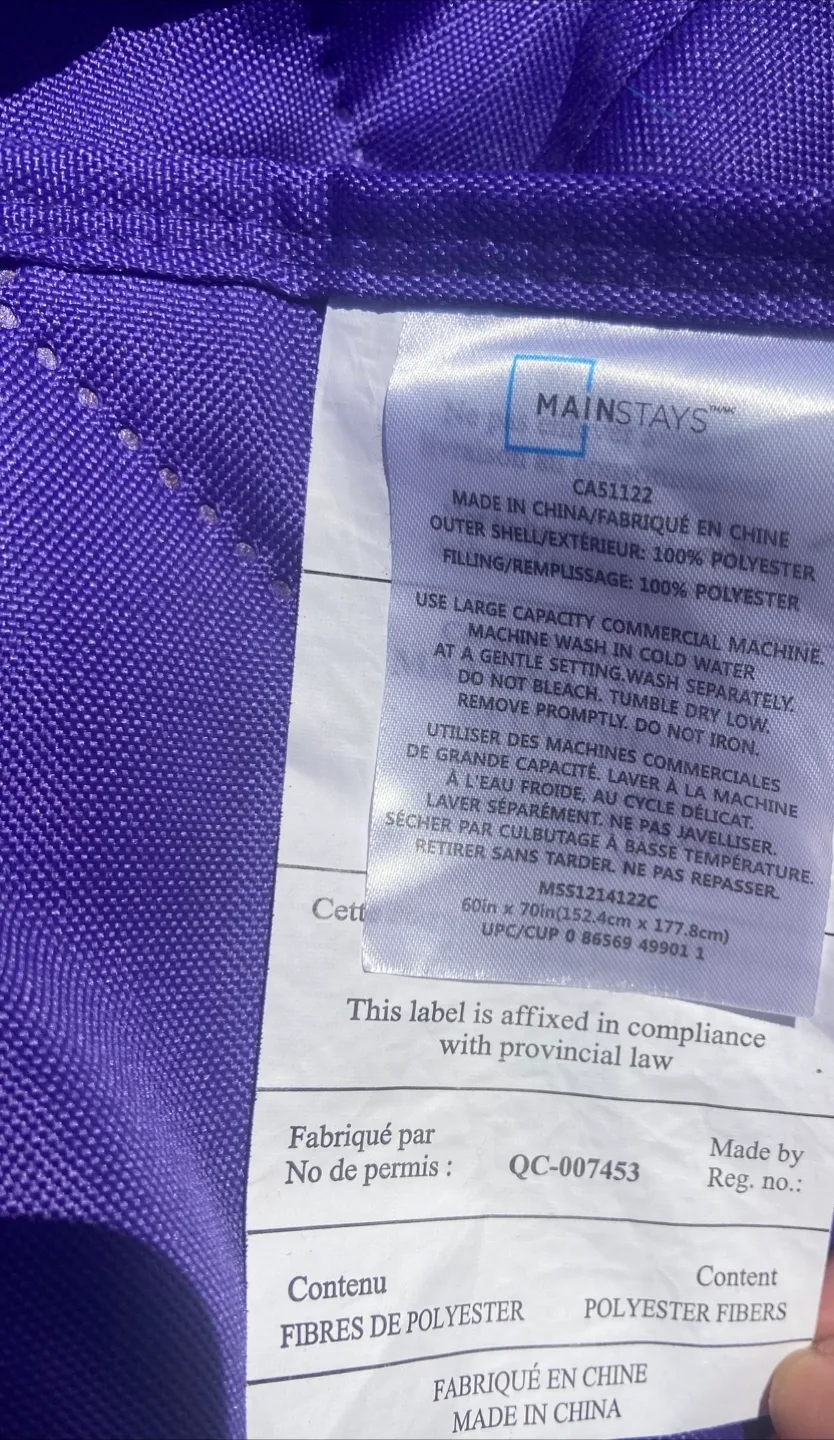 MAINSTAYS™/MC
CA51122
MADE IN CHINA/FABRIQUÉ EN CHINE
OUTER SHELL/EXTÉRIEUR: 100% POLYESTER
FILLING/REMPLISSAGE: 100% POLYESTER
USE LARGE CAPACITY COMMERCIAL MACHINE.
MACHINE WASH IN COLD WATER
AT A GENTLE SETTING.WASH SEPARATELY.
DO NOT BLEACH. TUMBLE DRY LOW.
REMOVE PROMPTLY. DO NOT IRON.
UTILISER DES MACHINES COMMERCIALES
DE GRANDE CAPACITÉ. LAVER À LA MACHINE
À L'EAU FROIDE, AU CYCLE DÉLICAT.
LAVER SÉPARÉMENT. NE PAS JAVELLISER.
SÉCHER PAR CULBUTAGE À BASSE TEMPÉRATURE.
RETIRER SANS TARDER. NE PAS REPASSER.
MS51214122C
60in x 70in(152.4cm x 177.8cm)
UPC/CUP 0 86569 49901 1
Cett
This label is affixed in compliance
with provincial law
Fabriqué par
No de permis : QC-007453
Made by
Reg. no.:
Contenu
FIBRES DE POLYESTER
Content
POLYESTER FIBERS
FABRIQUÉ EN CHINE
MADE IN CHINA